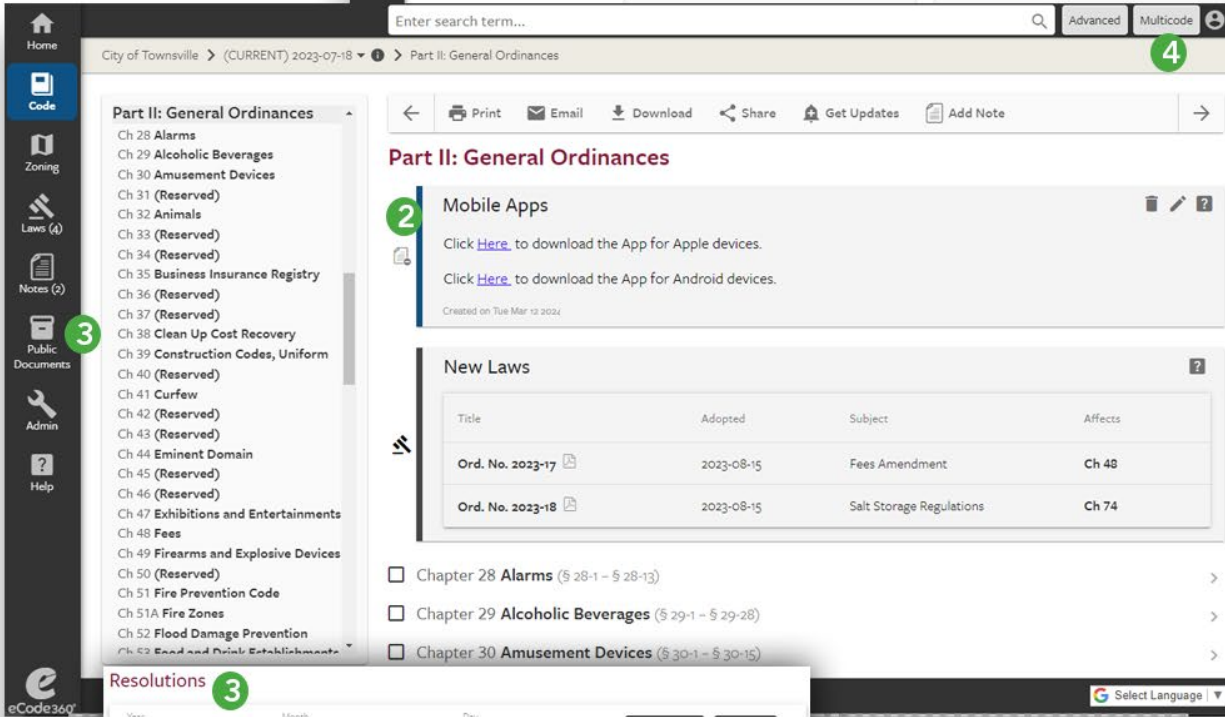 Home
Code
Zoning
Laws (4)
Notes (2)
Public
Documents
3
Admin
?
Help
eCode360®
Enter search term...
Advanced
Multicode
4
City of Townsville > (CURRENT) 2023-07-18 > Part II: General Ordinances
Part II: General Ordinances
Ch 28 Alarms
Ch 29 Alcoholic Beverages
Ch 30 Amusement Devices
Ch 31 (Reserved)
Ch 32 Animals
Ch 33 (Reserved)
Ch 34 (Reserved)
Ch 35 Business Insurance Registry
Ch 36 (Reserved)
Ch 37 (Reserved)
Ch 38 Clean Up Cost Recovery
Ch 39 Construction Codes, Uniform
Ch 40 (Reserved)
Ch 41 Curfew
Ch 42 (Reserved)
Ch 43 (Reserved)
Ch 44 Eminent Domain
Ch 45 (Reserved)
Ch 46 (Reserved)
Ch 47 Exhibitions and Entertainments
Ch 48 Fees
Ch 49 Firearms and Explosive Devices
Ch 50 (Reserved)
Ch 51 Fire Prevention Code
Ch 51A Fire Zones
Ch 52 Flood Damage Prevention
Ch 53 Food and Drink Establishments
Print Email Download Share Get Updates Add Note
Part II: General Ordinances
2
Mobile Apps
?
Click Here to download the App for Apple devices.
Click Here to download the App for Android devices.
Created on Tue Mar 12 2024
New Laws
?
Title Adopted Subject Affects
Ord. No. 2023-17 2023-08-15 Fees Amendment Ch 48
Ord. No. 2023-18 2023-08-15 Salt Storage Regulations Ch 74
Chapter 28 Alarms (§ 28-1 – § 28-13)
Chapter 29 Alcoholic Beverages (§ 29-1 – § 29-28)
Chapter 30 Amusement Devices (§ 30-1 – § 30-15)
Resolutions
3
Year Month Day
G Select Language